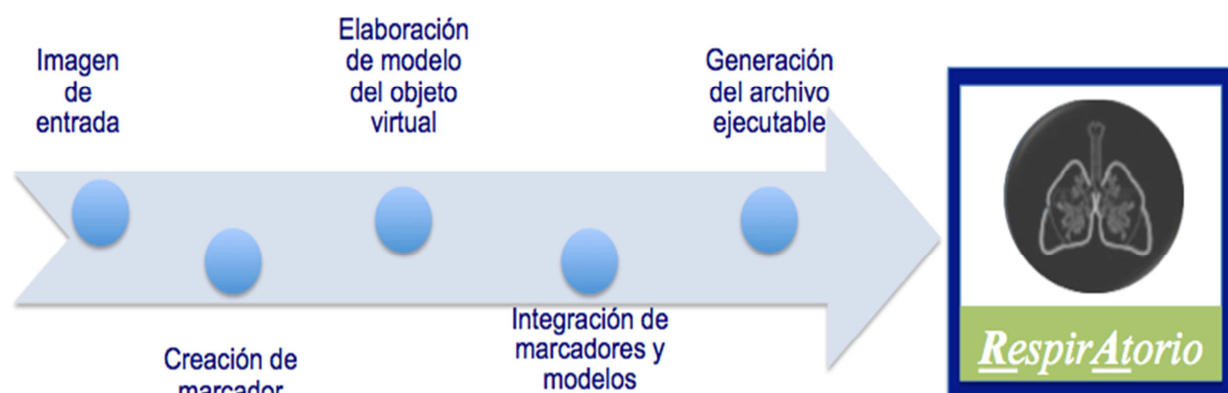 Imagen
de
entrada
Elaboración
de modelo
del objeto
virtual
Generación
del archivo
ejecutable
Creación de
marcador
Integración de
marcadores y
modelos
RespirAtorio